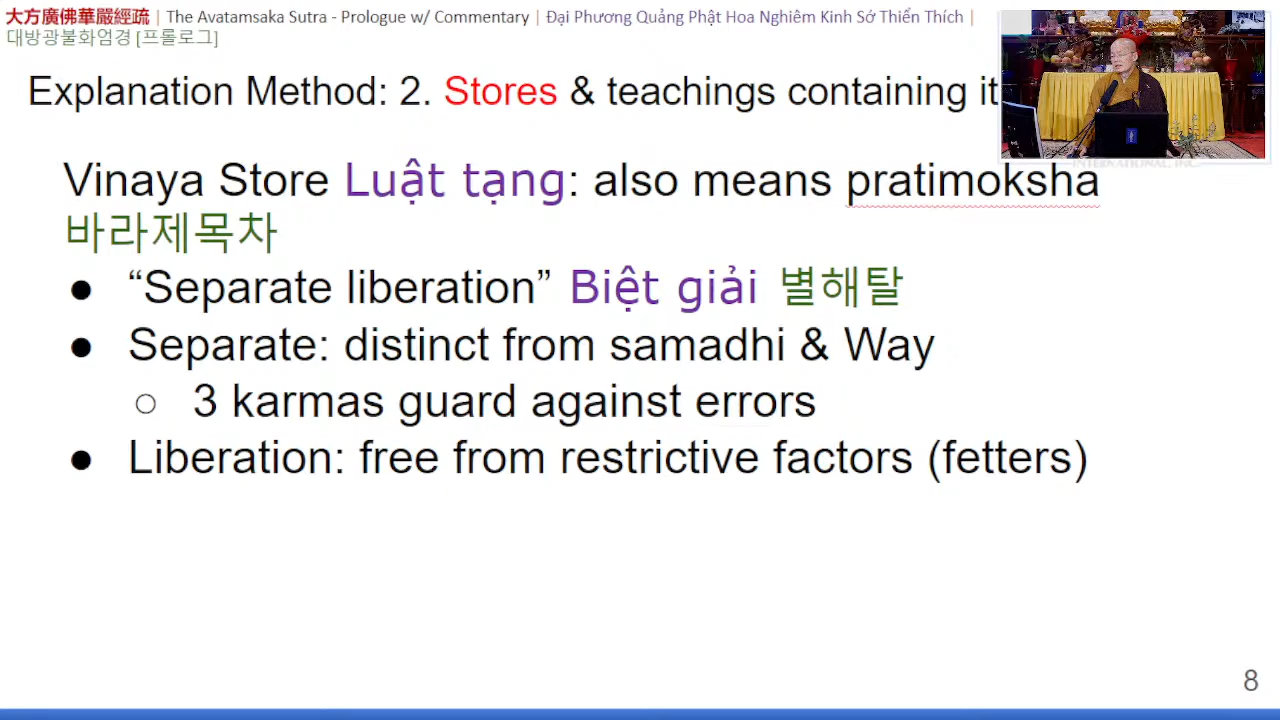 大方廣佛華嚴經疏 | The Avatamsaka Sutra - Prologue w/ Commentary | Đại Phương Quảng Phật Hoa Nghiêm Kinh Sớ Thiển Thích |
대방광불화엄경 [프롤로그]
Explanation Method: 2. Stores & teachings containing it
INTERNATIONAL, INC.
Vinaya Store Luật tạng: also means pratimoksha
바라제목차
● “Separate liberation” Biệt giải 별해탈
● Separate: distinct from samadhi & Way
○ 3 karmas guard against errors
● Liberation: free from restrictive factors (fetters)
8